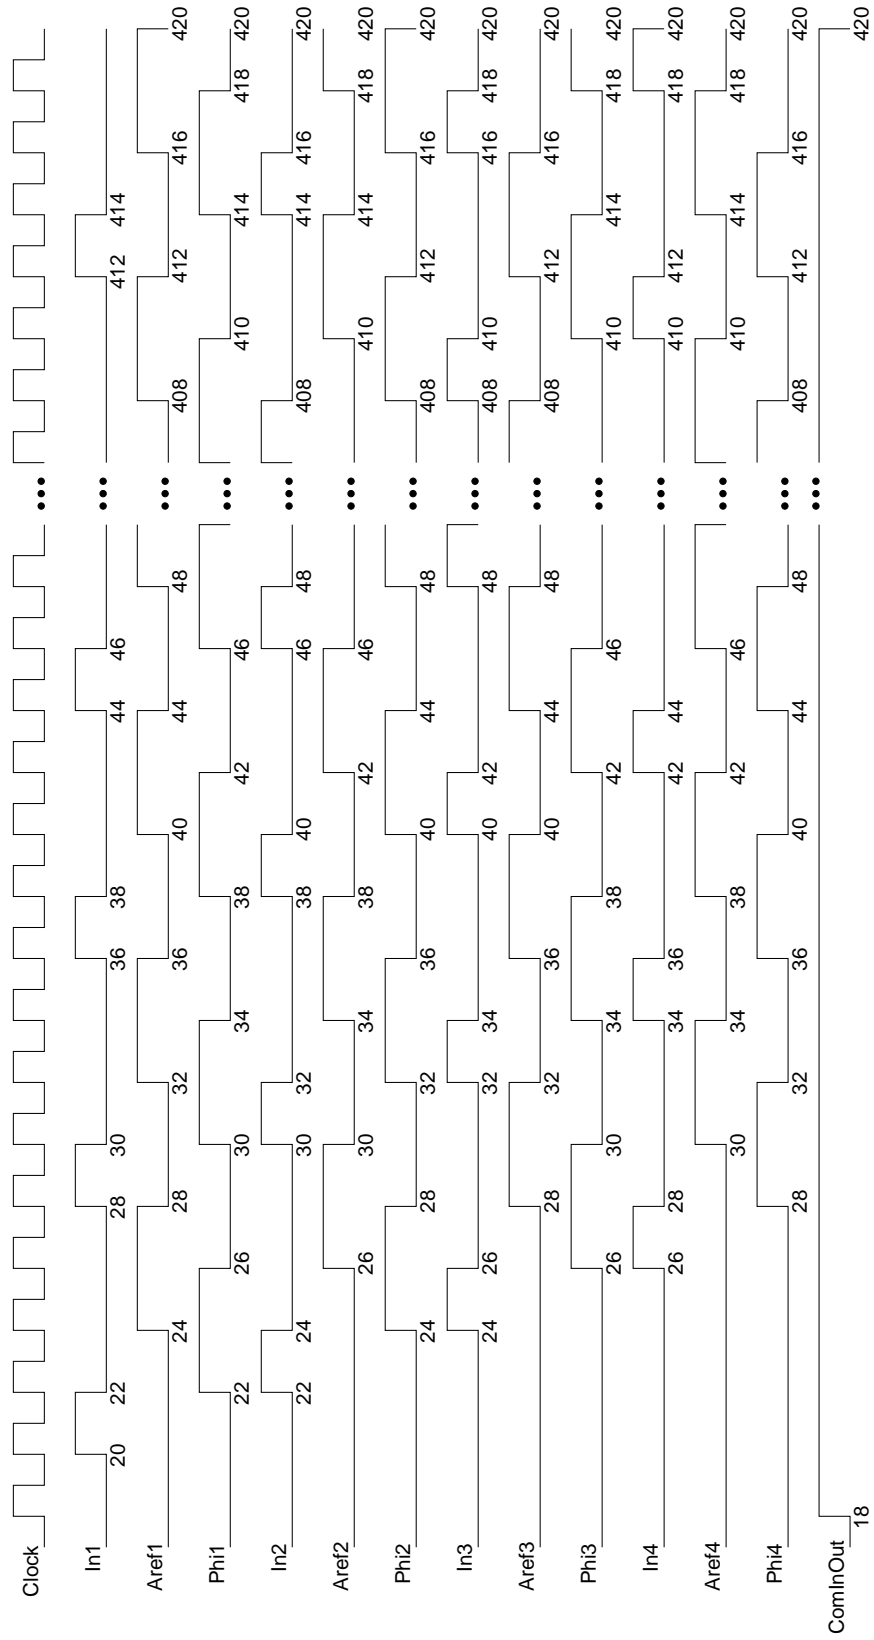 Clock
In1 20 22 28 30 36 38 44 46 ... 412 414
Aref1 24 28 32 36 40 44 48 ... 408 412 416 420
Phi1 22 26 30 34 38 42 46 ... 410 414 418 420
In2 22 24 30 32 38 40 46 48 ... 408 414 416 420
Aref2 26 30 34 38 42 46 ... 410 414 418 420
Phi2 24 28 32 36 40 44 48 ... 408 412 416 420
In3 24 26 32 34 40 42 48 ... 408 410 416 418 420
Aref3 28 32 36 40 44 48 ... 408 412 416 420
Phi3 26 30 34 38 42 46 ... 410 414 418 420
In4 26 28 34 36 42 44 ... 410 412 418 420
Aref4 30 34 38 42 46 ... 410 414 418 420
Phi4 28 32 36 40 44 48 ... 408 412 416 420
ComInOut 18 ... 420